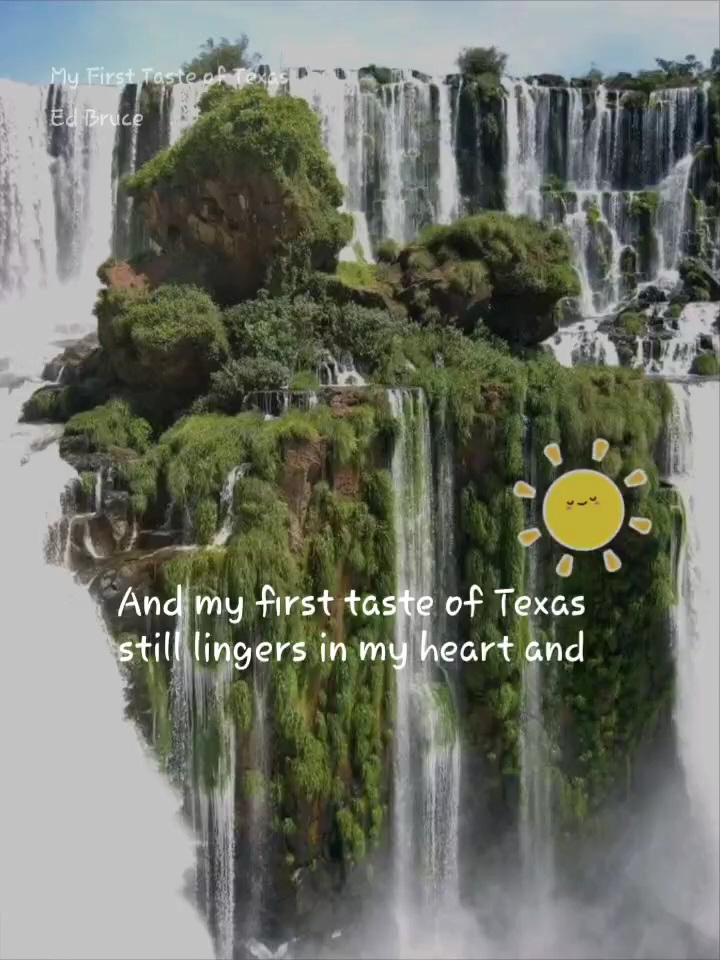 My First Taste of Texas
Ed Bruce
And my first taste of Texas
still lingers in my heart and